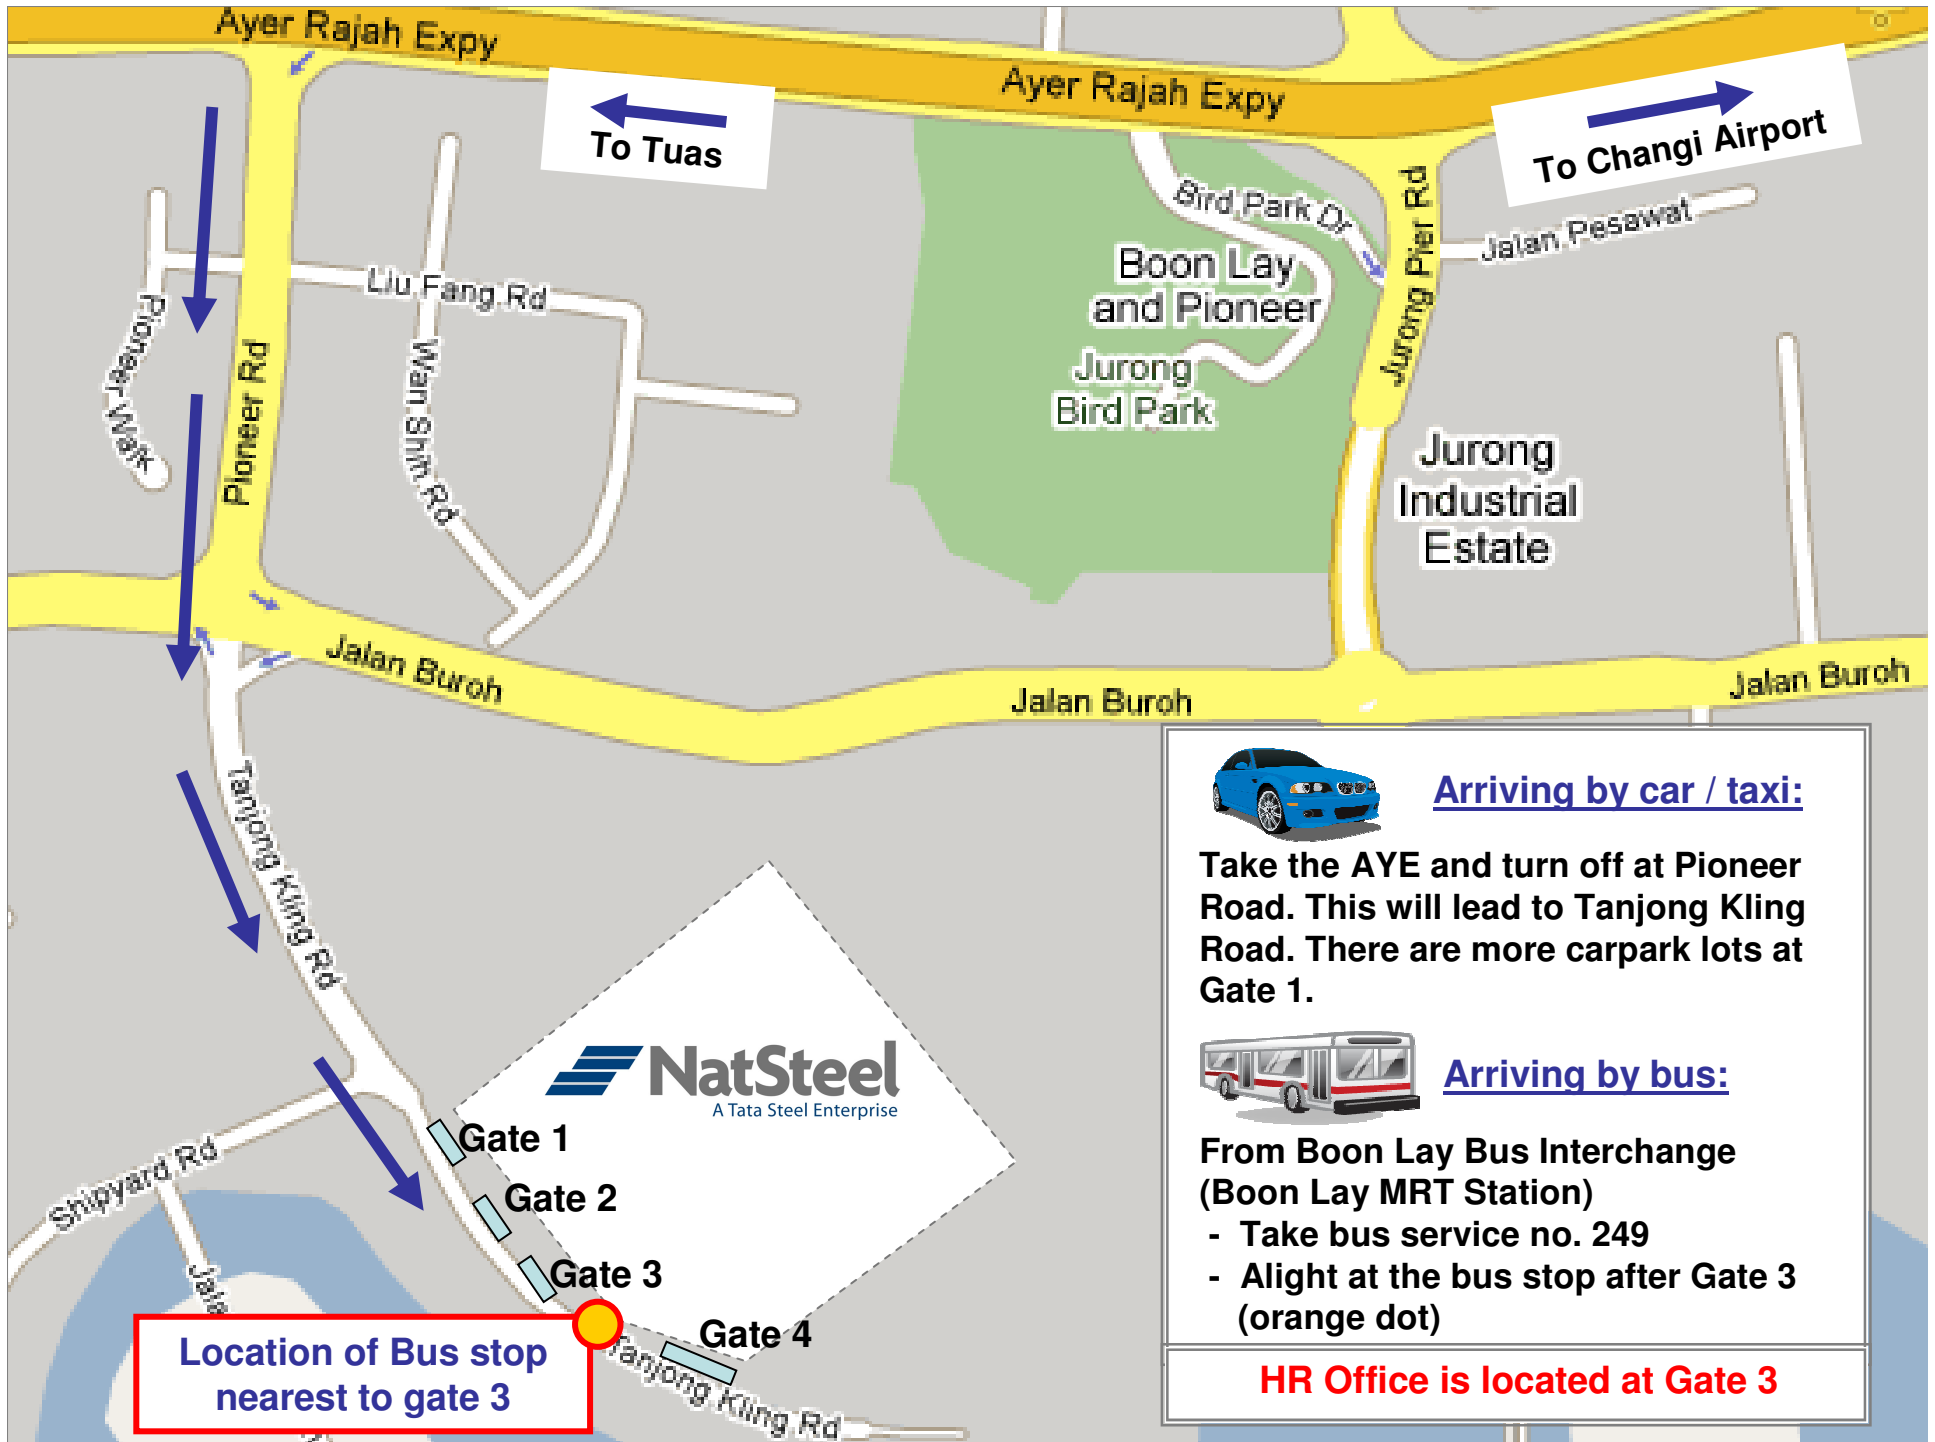 Ayer Rajah Expy
Ayer Rajah Expy
To Tuas
To Changi Airport
Bird Park Dr
Jurong Pier Rd
Jalan Pesawat
Boon Lay
and Pioneer
Liu Fang Rd
Pioneer Walk
Pioneer Rd
Wan Shih Rd
Jurong
Bird Park
Jurong
Industrial
Estate
Jalan Buroh
Jalan Buroh
Jalan Buroh
Tanjong Kling Rd
Arriving by car / taxi:
Take the AYE and turn off at Pioneer
Road. This will lead to Tanjong Kling
Road. There are more carpark lots at
Gate 1.
NatSteel
A Tata Steel Enterprise
Arriving by bus:
From Boon Lay Bus Interchange
(Boon Lay MRT Station)
- Take bus service no. 249
- Alight at the bus stop after Gate 3
(orange dot)
HR Office is located at Gate 3
Gate 1
Gate 2
Gate 3
Gate 4
Shipyard Rd
Location of Bus stop
nearest to gate 3
Tanjong Kling Rd